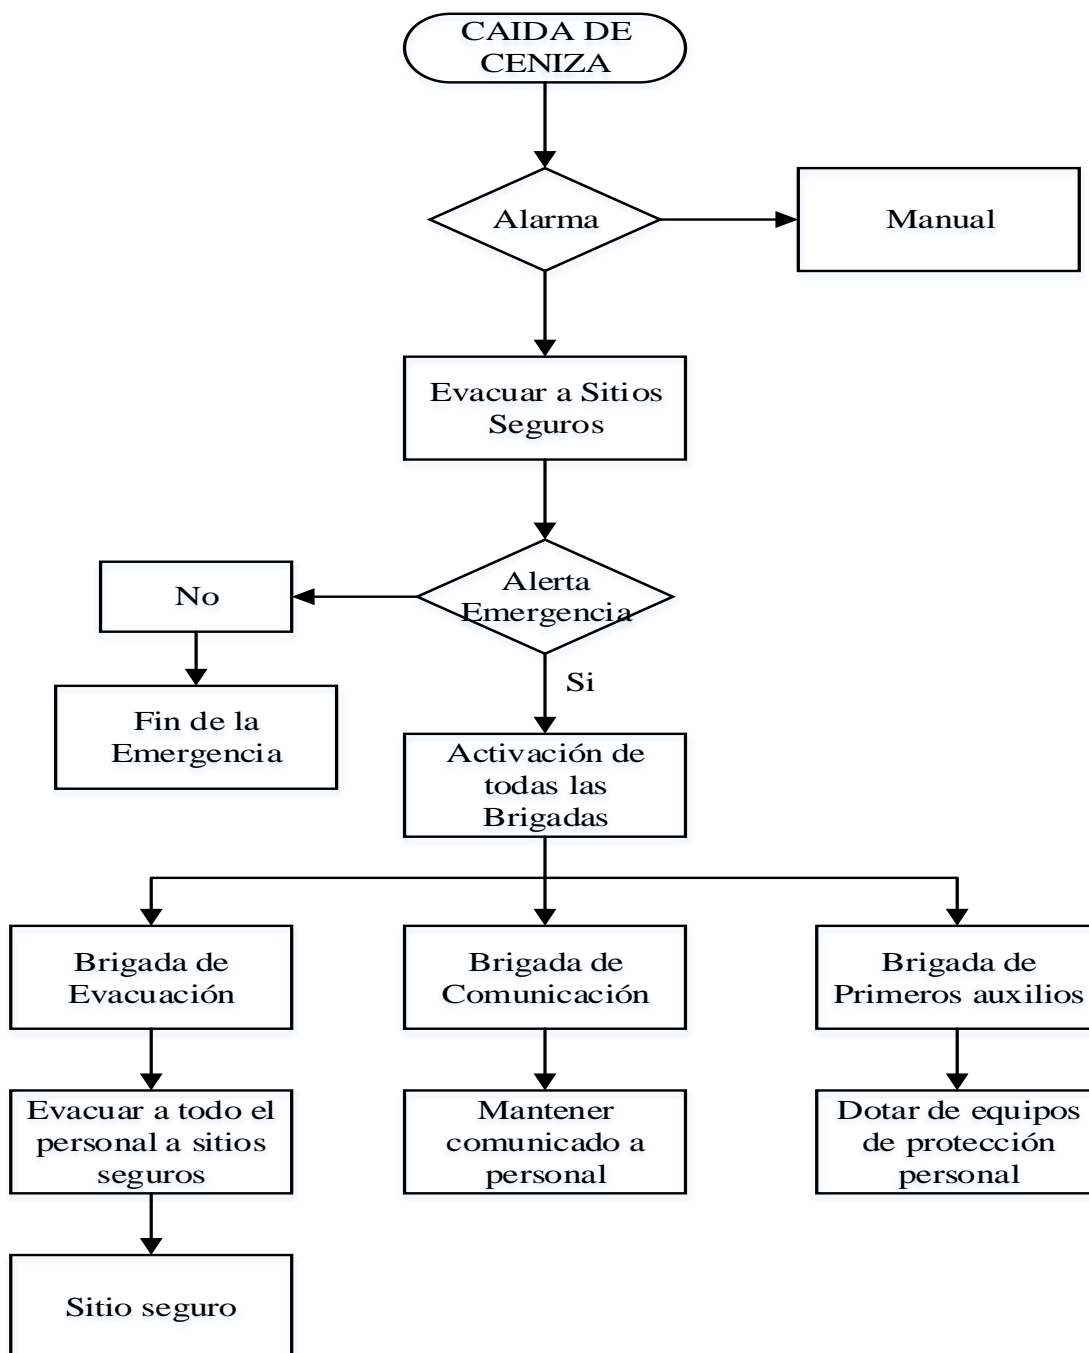 CAIDA DE
CENIZA
Alarma
Manual
Evacuar a Sitios
Seguros
Alerta
Emergencia
No
Si
Fin de la
Emergencia
Activación de
todas las
Brigadas
Brigada de
Evacuación
Brigada de
Comunicación
Brigada de
Primeros auxilios
Evacuar a todo el
personal a sitios
seguros
Mantener
comunicado a
personal
Dotar de equipos
de protección
personal
Sitio seguro